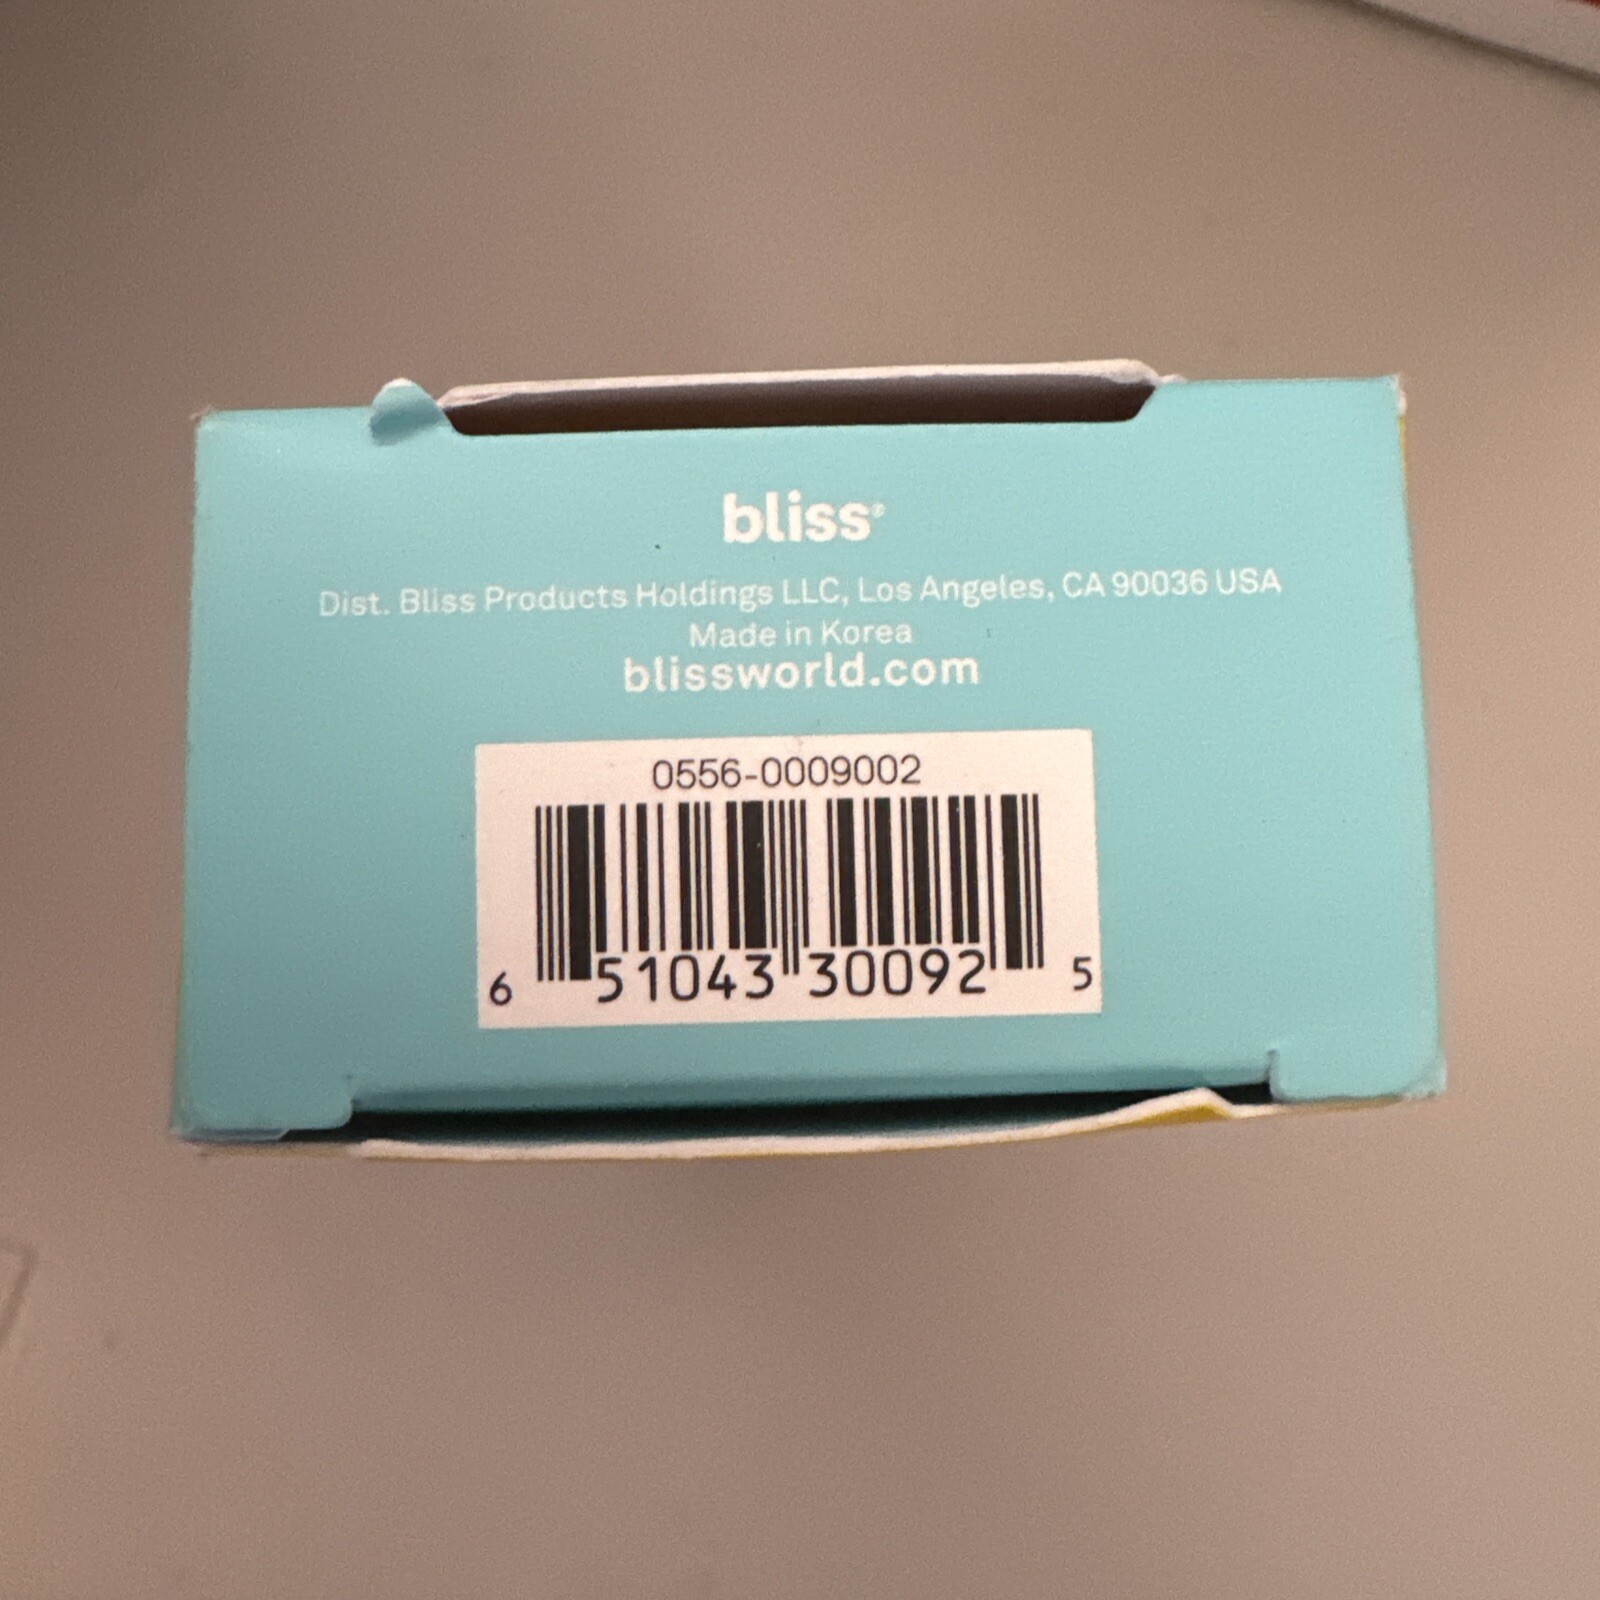 bliss®
Dist. Bliss Products Holdings LLC, Los Angeles, CA 90036 USA
Made in Korea
blissworld.com
0556-0009002
6 51043 30092 5